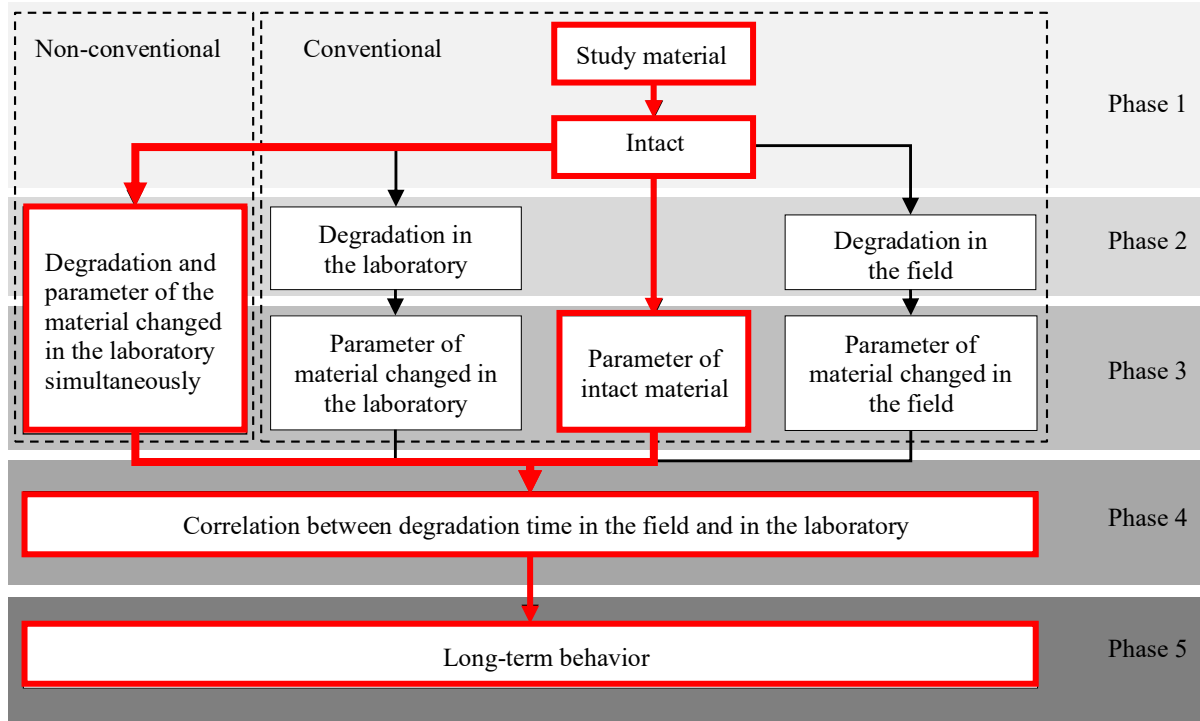 Non-conventional
Conventional
Study material
Phase 1
Intact
Degradation and
parameter of the
material changed
in the laboratory
simultaneously
Degradation in
the laboratory
Degradation in
the field
Phase 2
Parameter of
material changed in
the laboratory
Parameter of
intact material
Parameter of
material changed in
the field
Phase 3
Correlation between degradation time in the field and in the laboratory
Phase 4
Long-term behavior
Phase 5